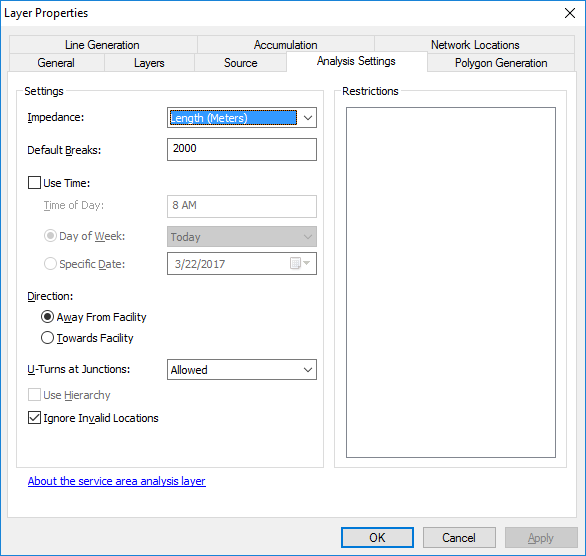 Layer Properties
Line Generation Accumulation Network Locations
General Layers Source Analysis Settings Polygon Generation
Settings
Impedance: Length (Meters)
Default Breaks: 2000
Use Time:
Time of Day: 8 AM
Day of Week: Today
Specific Date: 3/22/2017
Direction:
Away From Facility
Towards Facility
U-Turns at Junctions: Allowed
Use Hierarchy
Ignore Invalid Locations
Restrictions
About the service area analysis layer
OK Cancel Apply